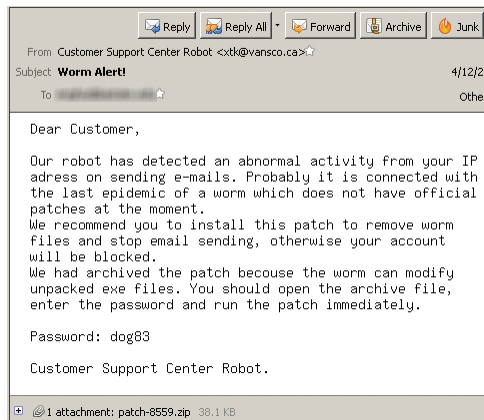 Reply Reply All Forward Archive Junk
From Customer Support Center Robot <xtk@vansco.ca>
Subject Worm Alert! 4/12/2
To Othe
Dear Customer,
Our robot has detected an abnormal activity from your IP
adress on sending e-mails. Probably it is connected with
the last epidemic of a worm which does not have official
patches at the moment.
We recommend you to install this patch to remove worm
files and stop email sending, otherwise your account
will be blocked.
We had archived the patch becouse the worm can modify
unpacked exe files. You should open the archive file,
enter the password and run the patch immediately.
Password: dog83
Customer Support Center Robot.
1 attachment: patch-8559.zip 38.1 KB